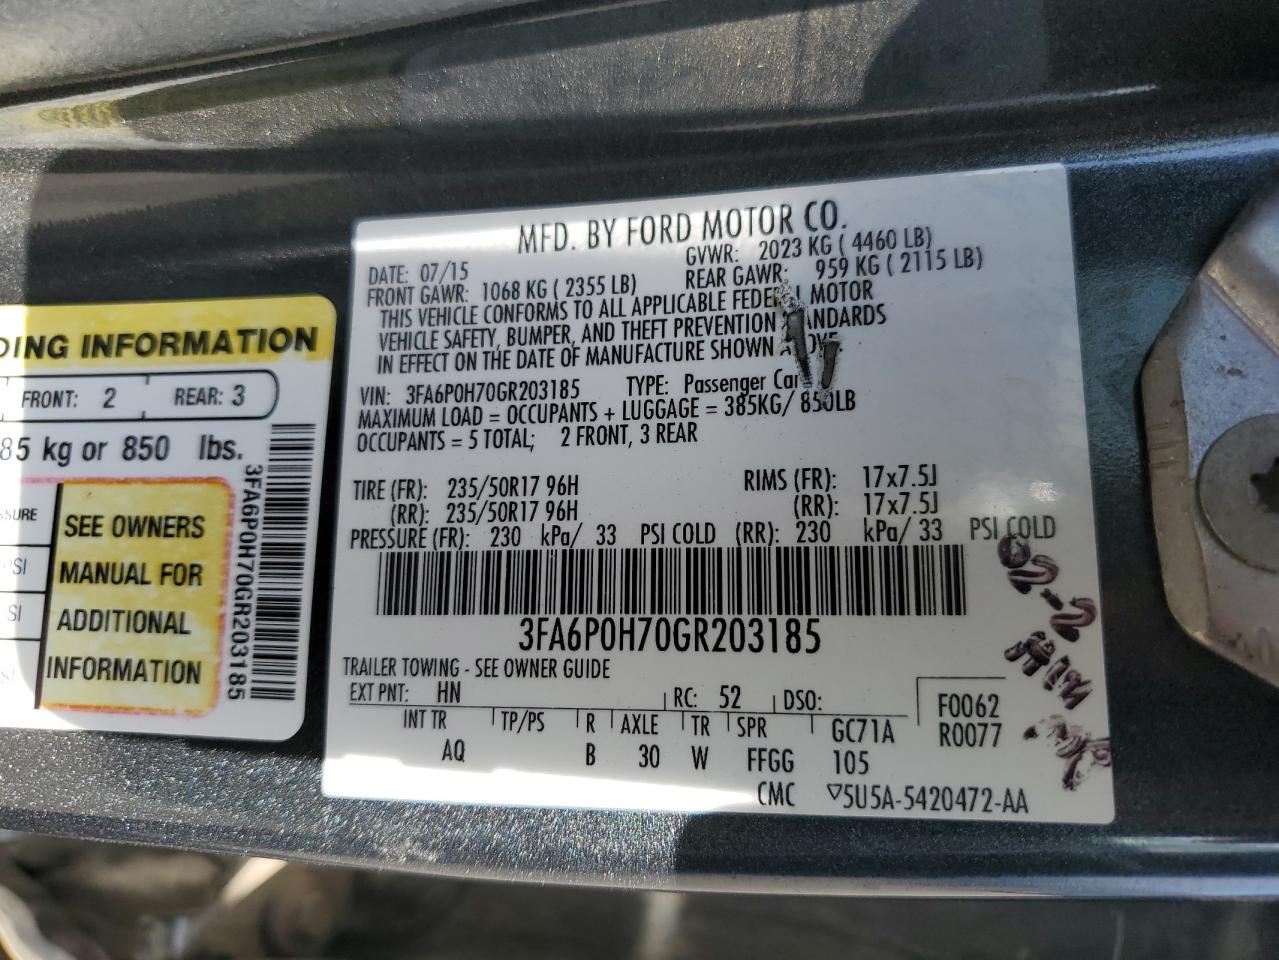 DING INFORMATION
FRONT: 2 REAR: 3
85 kg or 850 lbs.
SSURE
PSI
SI
SEE OWNERS
MANUAL FOR
ADDITIONAL
INFORMATION
3FA6P0H70GR203185
MFD. BY FORD MOTOR CO.
DATE: 07/15 GVWR: 2023 KG ( 4460 LB)
FRONT GAWR: 1068 KG ( 2355 LB) REAR GAWR: 959 KG ( 2115 LB)
THIS VEHICLE CONFORMS TO ALL APPLICABLE FEDERAL MOTOR
VEHICLE SAFETY, BUMPER, AND THEFT PREVENTION STANDARDS
IN EFFECT ON THE DATE OF MANUFACTURE SHOWN ABOVE
VIN: 3FA6P0H70GR203185 TYPE: Passenger Car
MAXIMUM LOAD = OCCUPANTS + LUGGAGE = 385KG/ 850LB
OCCUPANTS = 5 TOTAL; 2 FRONT, 3 REAR
TIRE (FR): 235/50R17 96H RIMS (FR): 17x7.5J
(RR): 235/50R17 96H (RR): 17x7.5J
PRESSURE (FR): 230 kPa/ 33 PSI COLD (RR): 230 kPa/ 33 PSI COLD
3FA6P0H70GR203185
TRAILER TOWING - SEE OWNER GUIDE
EXT PNT: HN RC: 52 DSO: F0062
INT TR TP/PS R AXLE TR SPR GC71A R0077
AQ B 30 W FFGG 105
CMC ▽5U5A-5420472-AA